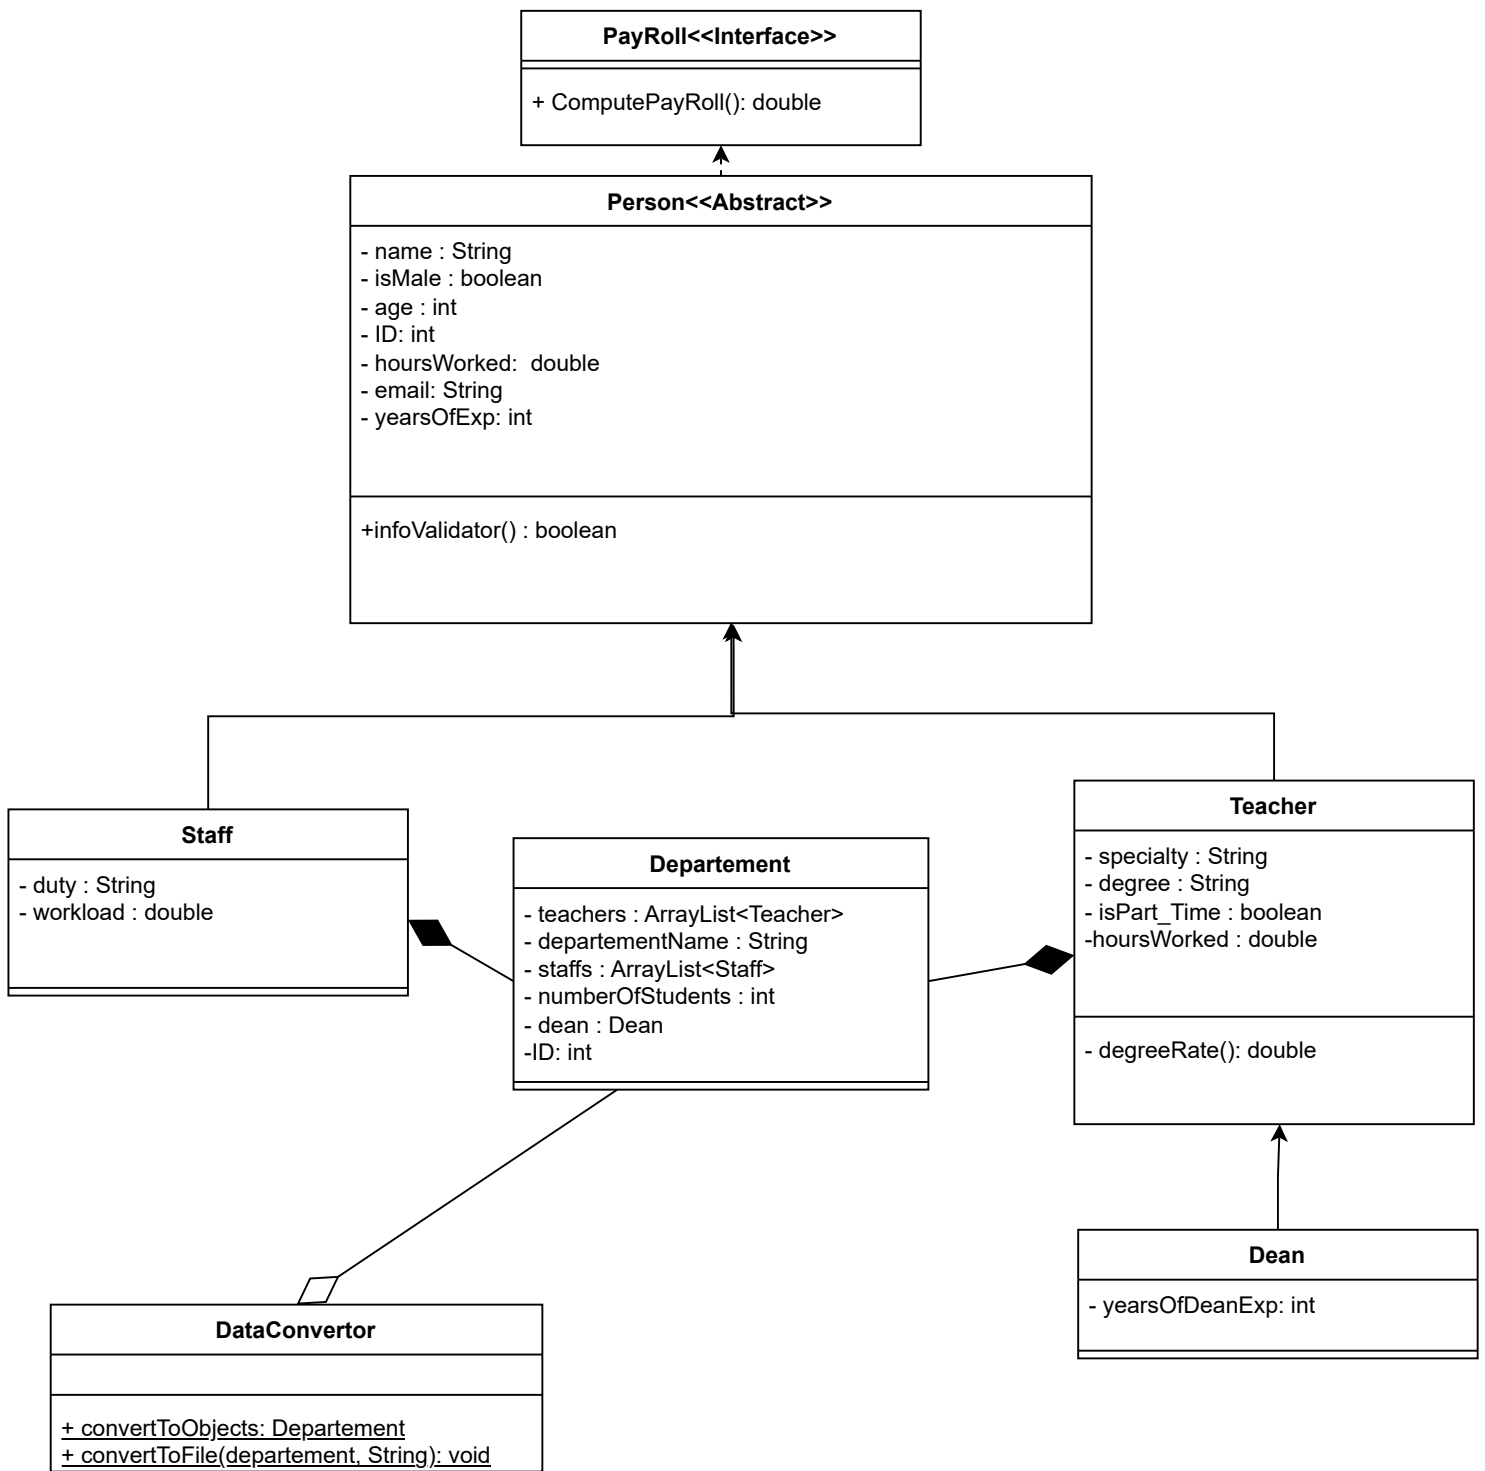 PayRoll<<Interface>>
+ ComputePayRoll(): double
Person<<Abstract>>
- name : String
- isMale : boolean
- age : int
- ID: int
- hoursWorked:  double
- email: String
- yearsOfExp: int
+infoValidator() : boolean
Staff
- duty : String
- workload : double
Departement
- teachers : ArrayList<Teacher>
- departementName : String
- staffs : ArrayList<Staff>
- numberOfStudents : int
- dean : Dean
-ID: int
Teacher
- specialty : String
- degree : String
- isPart_Time : boolean
-hoursWorked : double
- degreeRate(): double
Dean
- yearsOfDeanExp: int
DataConvertor
+ convertToObjects: Departement
+ convertToFile(departement, String): void